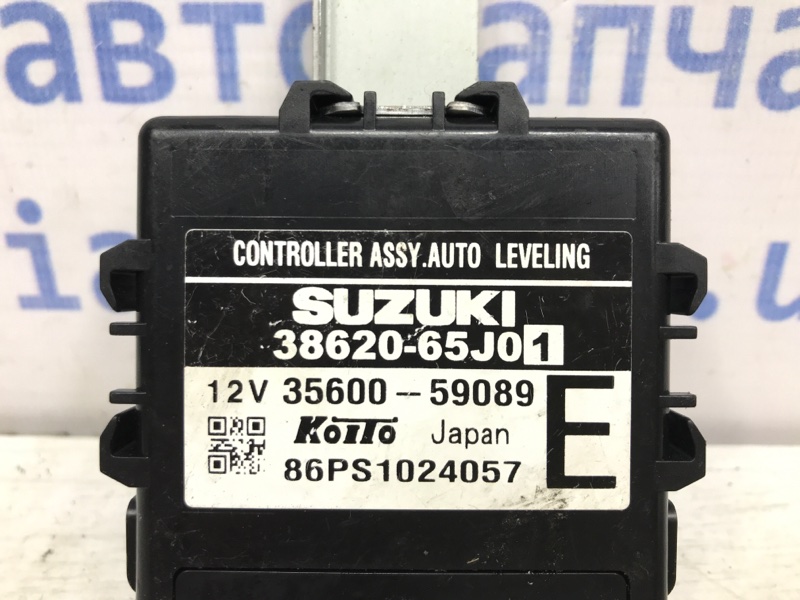 CONTROLLER ASSY.AUTO LEVELING
SUZUKI
38620-65J01
12V 35600-59089 E
KOITO Japan
86PS1024057